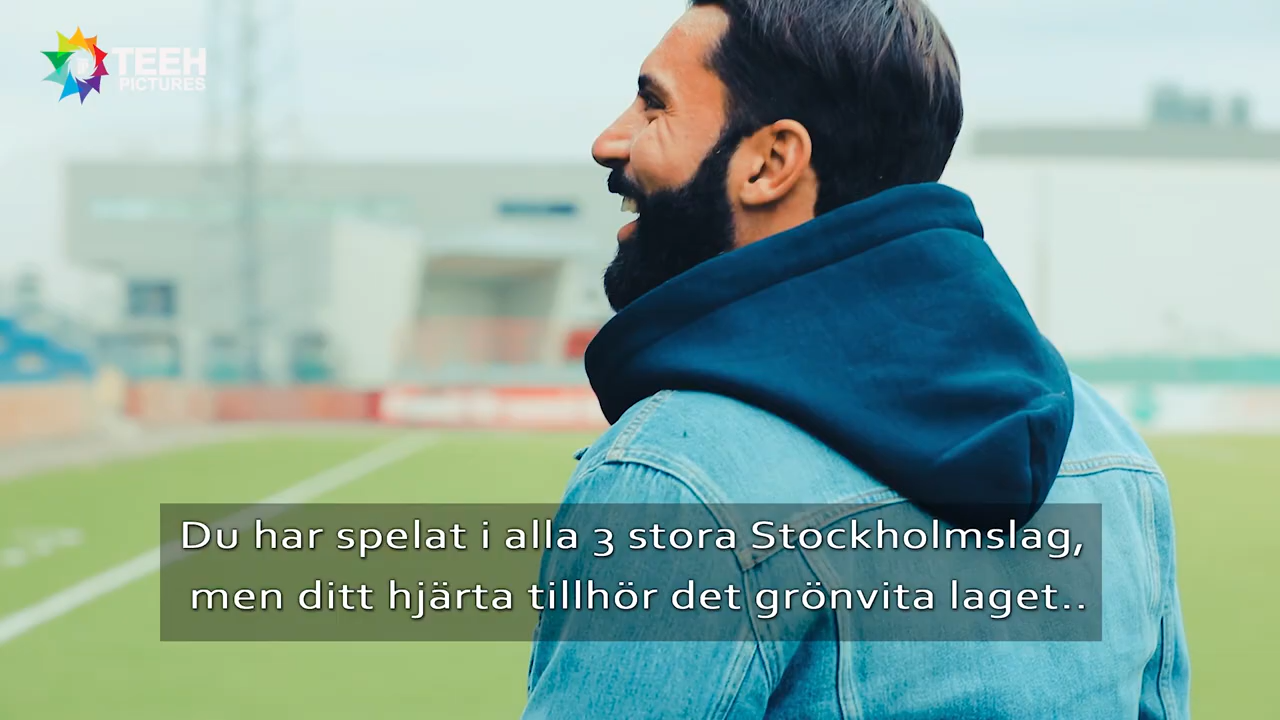 TEEH
PICTURES
Du har spelat i alla 3 stora Stockholmslag,
men ditt hjärta tillhör det grönvita laget..